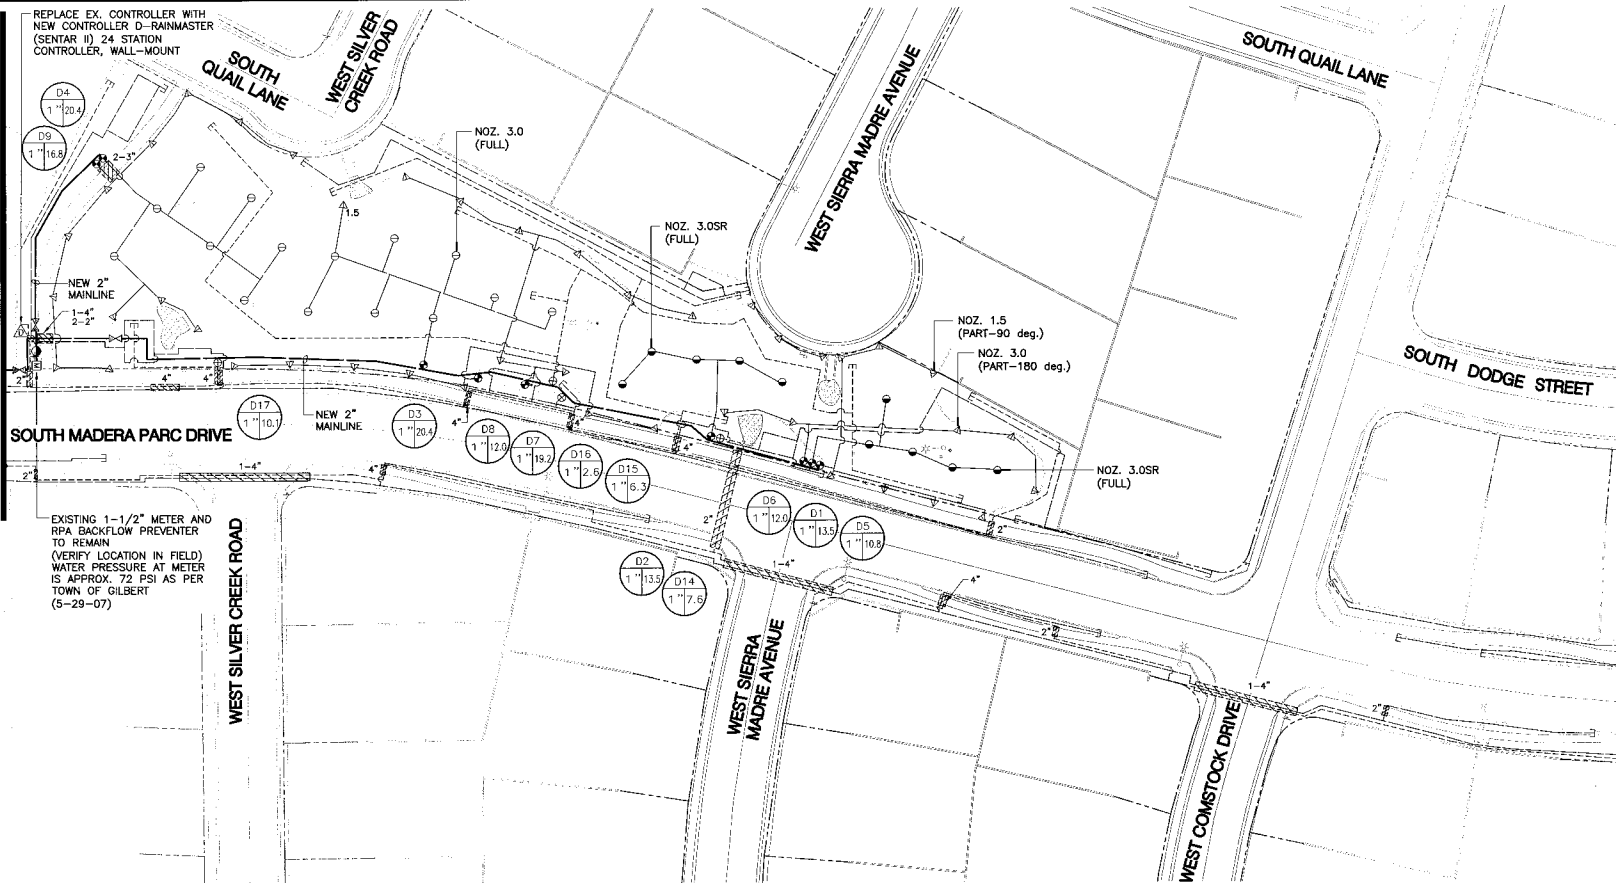 REPLACE EX. CONTROLLER WITH
NEW CONTROLLER D-RAINMASTER
(SENTAR II) 24 STATION
CONTROLLER, WALL-MOUNT
SOUTH
QUAIL LANE
WEST SILVER
CREEK ROAD
WEST SIERRA MADRE AVENUE
SOUTH QUAIL LANE
D4
1" 20.4
D9
1" 16.8
2-3"
NOZ. 3.0
(FULL)
1.5
NOZ. 3.0SR
(FULL)
NEW 2"
MAINLINE
1-4"
2-2"
D
NOZ. 1.5
(PART-90 deg.)
NOZ. 3.0
(PART-180 deg.)
SOUTH DODGE STREET
2"
4"
4"
D17
1" 10.1
NEW 2"
MAINLINE
D3
1" 20.4
4"
D8
1" 12.0
D7
1" 19.2
4"
D16
1" 2.6
D15
1" 6.3
4"
SOUTH MADERA PARC DRIVE
1-4"
2"
4"
NOZ. 3.0SR
(FULL)
EXISTING 1-1/2" METER AND
RPA BACKFLOW PREVENTER
TO REMAIN
(VERIFY LOCATION IN FIELD)
WATER PRESSURE AT METER
IS APPROX. 72 PSI AS PER
TOWN OF GILBERT
(5-29-07)
2"
D6
1" 12.0
D1
1" 13.5
D5
1" 10.8
2"
D2
1" 13.5
D14
1" 7.6
1-4"
4"
2"
WEST SILVER CREEK ROAD
WEST SIERRA
MADRE AVENUE
1-4"
2"
WEST COMSTOCK DRIVE